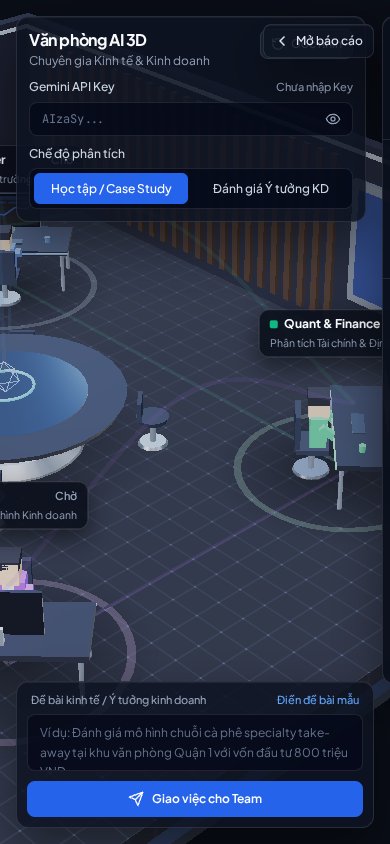 Văn phòng AI 3D
Mở báo cáo
Chuyên gia Kinh tế & Kinh doanh
Gemini API Key
Chưa nhập Key
AIzaSy...
Chế độ phân tích
Học tập / Case Study
Đánh giá Ý tưởng KD
Quant & Finance
Phân tích Tài chính &
Chờ
hình Kinh doanh
Đề bài kinh tế / Ý tưởng kinh doanh
Điền đề bài mẫu
Ví dụ: Đánh giá mô hình chuỗi cà phê specialty take-
away tại khu văn phòng Quận 1 với vốn đầu tư 800 triệu
VND
Giao việc cho Team